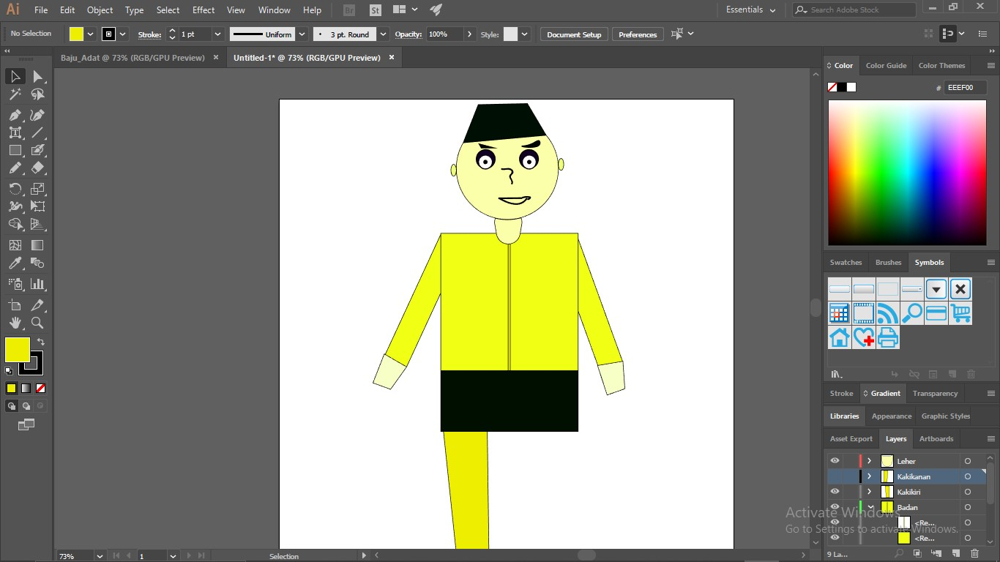 Ai File Edit Object Type Select Effect View Window Help Br St Essentials Search Adobe Stock
No Selection Stroke: 1 pt Uniform 3 pt. Round Opacity: 100% Style: Document Setup Preferences
Baju_Adat @ 73% (RGB/GPU Preview) × Untitled-1* @ 73% (RGB/GPU Preview) ×
Color Color Guide Color Themes
# EEEF00
Swatches Brushes Symbols
Stroke Gradient Transparency
Libraries Appearance Graphic Styles
Asset Export Layers Artboards
Leher
Kakikanan
Kakikiri
Badan
Activate Windows
<Re...
Go to Settings to activate Windows.
<Re...
73% 1 Selection 9 La...